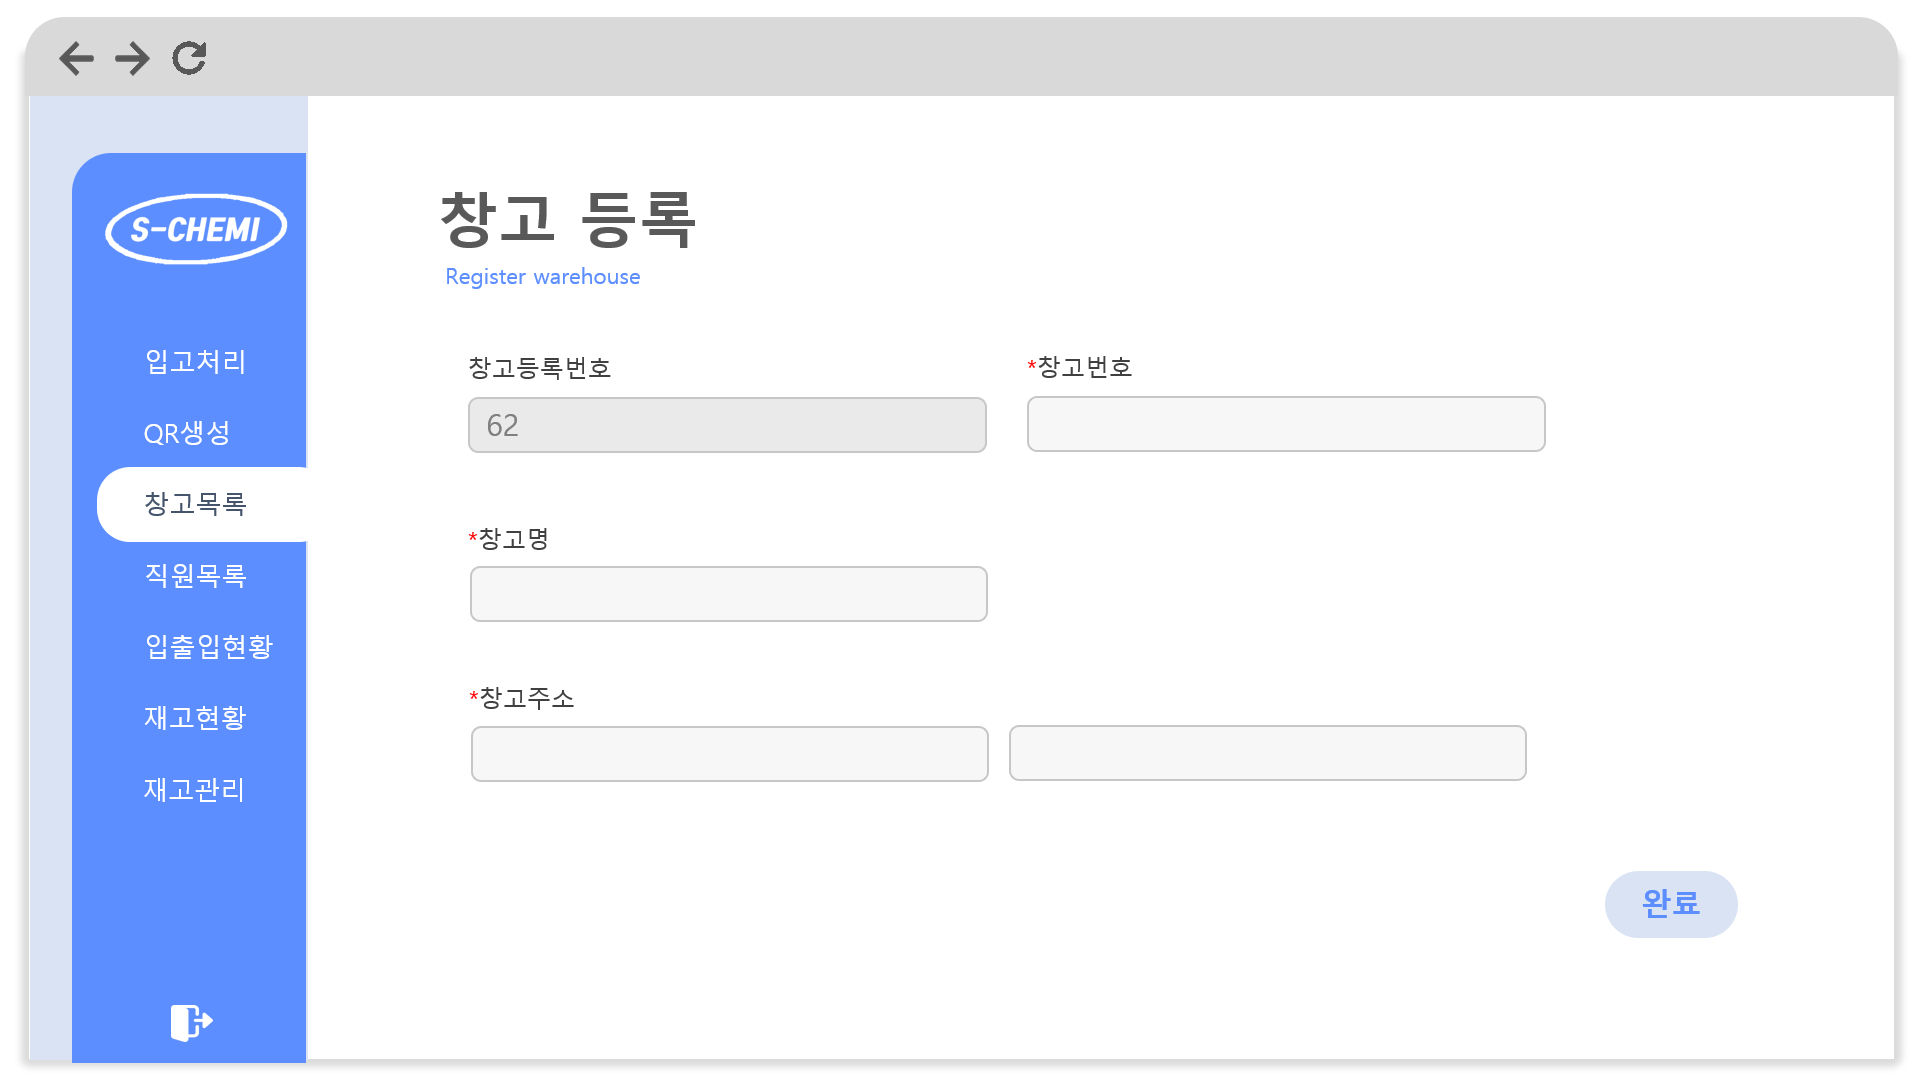 S-CHEMI
입고처리
QR생성
창고목록
직원목록
입출입현황
재고현황
재고관리
창고 등록
Register warehouse
창고등록번호
*창고번호
62
*창고명
*창고주소
완료